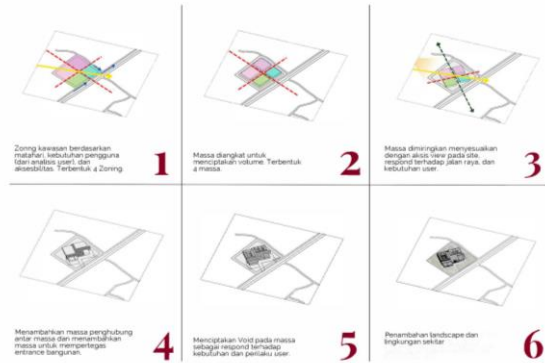 Zoning kawasan berdasarkan
matahari, kebutuhan pengguna
(dari analisis user), dan
aksesbilitas. Terbentuk 4 Zoning.
1
Massa diangkat untuk
menciptakan volume. Terbentuk
4 massa.
2
Massa dimiringkan menyesuaikan
dengan aksis view pada site,
respond terhadap jalan raya, dan
kebutuhan user.
3
Menambahkan massa penghubung
antar massa dan menambahkan
massa untuk mempertegas
entrance bangunan.
4
Menciptakan Void pada massa
sebagai respond terhadap
kebutuhan dan perilaku user.
5
Penambahan landscape dan
lingkungan sekitar
6